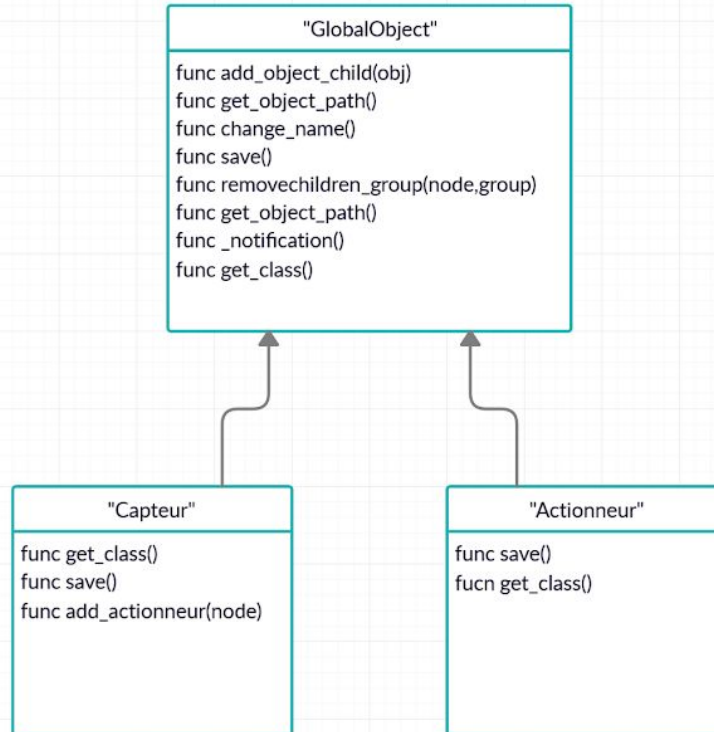 "GlobalObject"
func add_object_child(obj)
func get_object_path()
func change_name()
func save()
func removechildren_group(node,group)
func get_object_path()
func _notification()
func get_class()
"Capteur"
func get_class()
func save()
func add_actionneur(node)
"Actionneur"
func save()
fucn get_class()